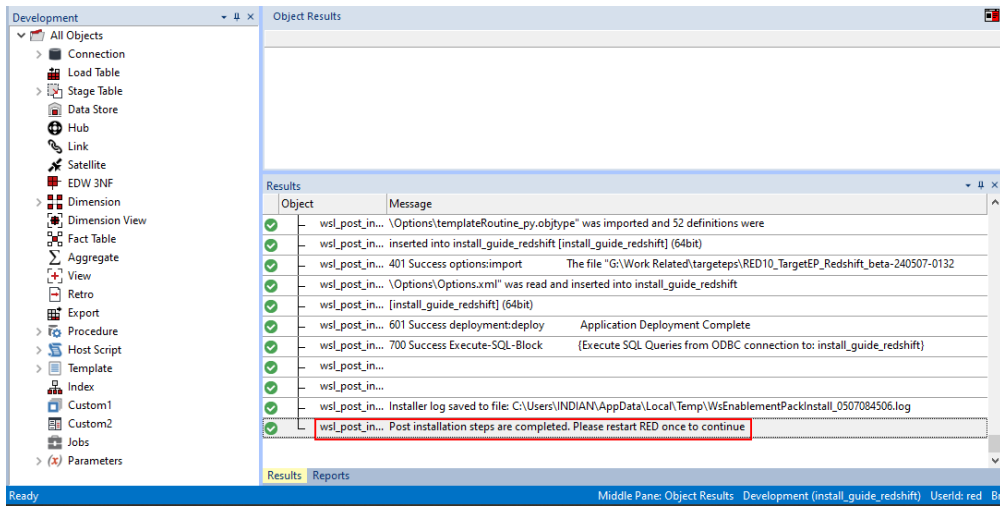 Development
All Objects
Connection
Load Table
Stage Table
Data Store
Hub
Link
Satellite
EDW 3NF
Dimension
Dimension View
Fact Table
Aggregate
View
Retro
Export
Procedure
Host Script
Template
Index
Custom1
Custom2
Jobs
Parameters
Object Results
Results
Object Message
wsl_post_in... \Options\templateRoutine_py.objtype" was imported and 52 definitions were
wsl_post_in... inserted into install_guide_redshift [install_guide_redshift] (64bit)
wsl_post_in... 401 Success options:import The file "G:\Work Related\targeteps\RED10_TargetEP_Redshift_beta-240507-0132
wsl_post_in... \Options\Options.xml" was read and inserted into install_guide_redshift
wsl_post_in... [install_guide_redshift] (64bit)
wsl_post_in... 601 Success deployment:deploy Application Deployment Complete
wsl_post_in... 700 Success Execute-SQL-Block {Execute SQL Queries from ODBC connection to: install_guide_redshift}
wsl_post_in...
wsl_post_in...
wsl_post_in... Installer log saved to file: C:\Users\INDIAN\AppData\Local\Temp\WsEnablementPackInstall_0507084506.log
wsl_post_in... Post installation steps are completed. Please restart RED once to continue
Results Reports
Ready Middle Pane: Object Results Development (install_guide_redshift) UserId: red